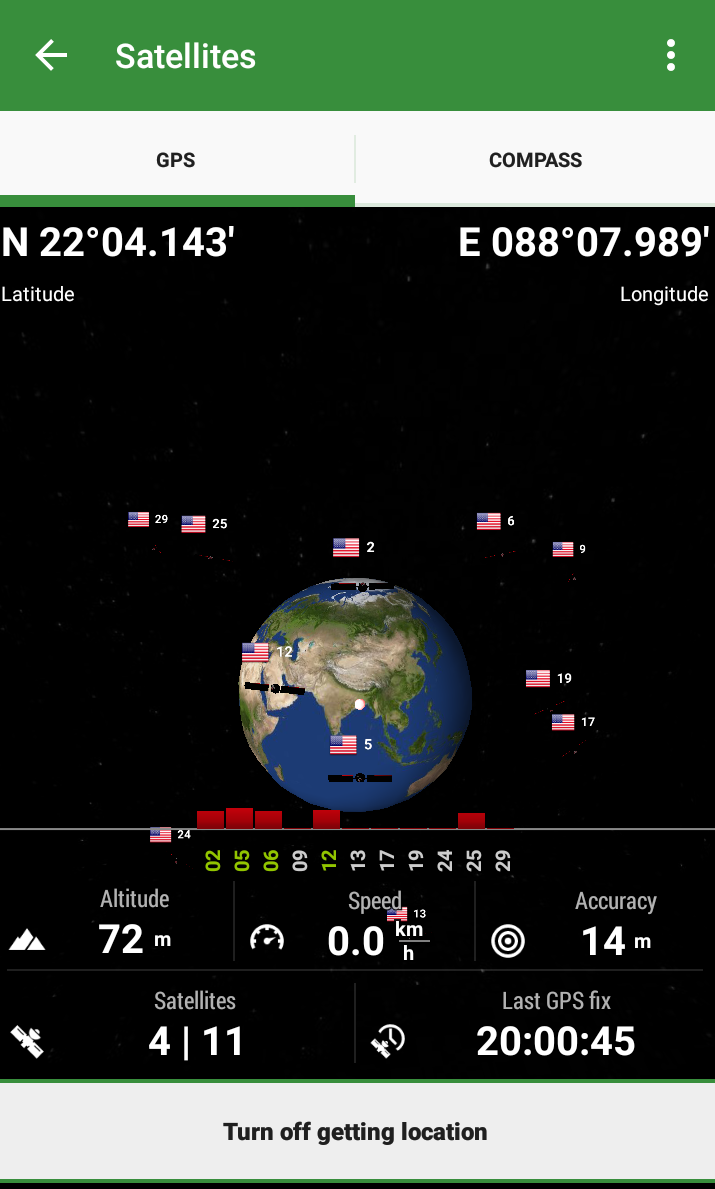 Satellites
GPS COMPASS
N 22°04.143' E 088°07.989'
Latitude Longitude
29 25 6
2 9
12
19
17
5
24
02 05 06 09 12 13 17 19 24 25 29
Altitude Speed Accuracy
13
72 m 0.0 km/h 14 m
Satellites Last GPS fix
4 | 11 20:00:45
Turn off getting location